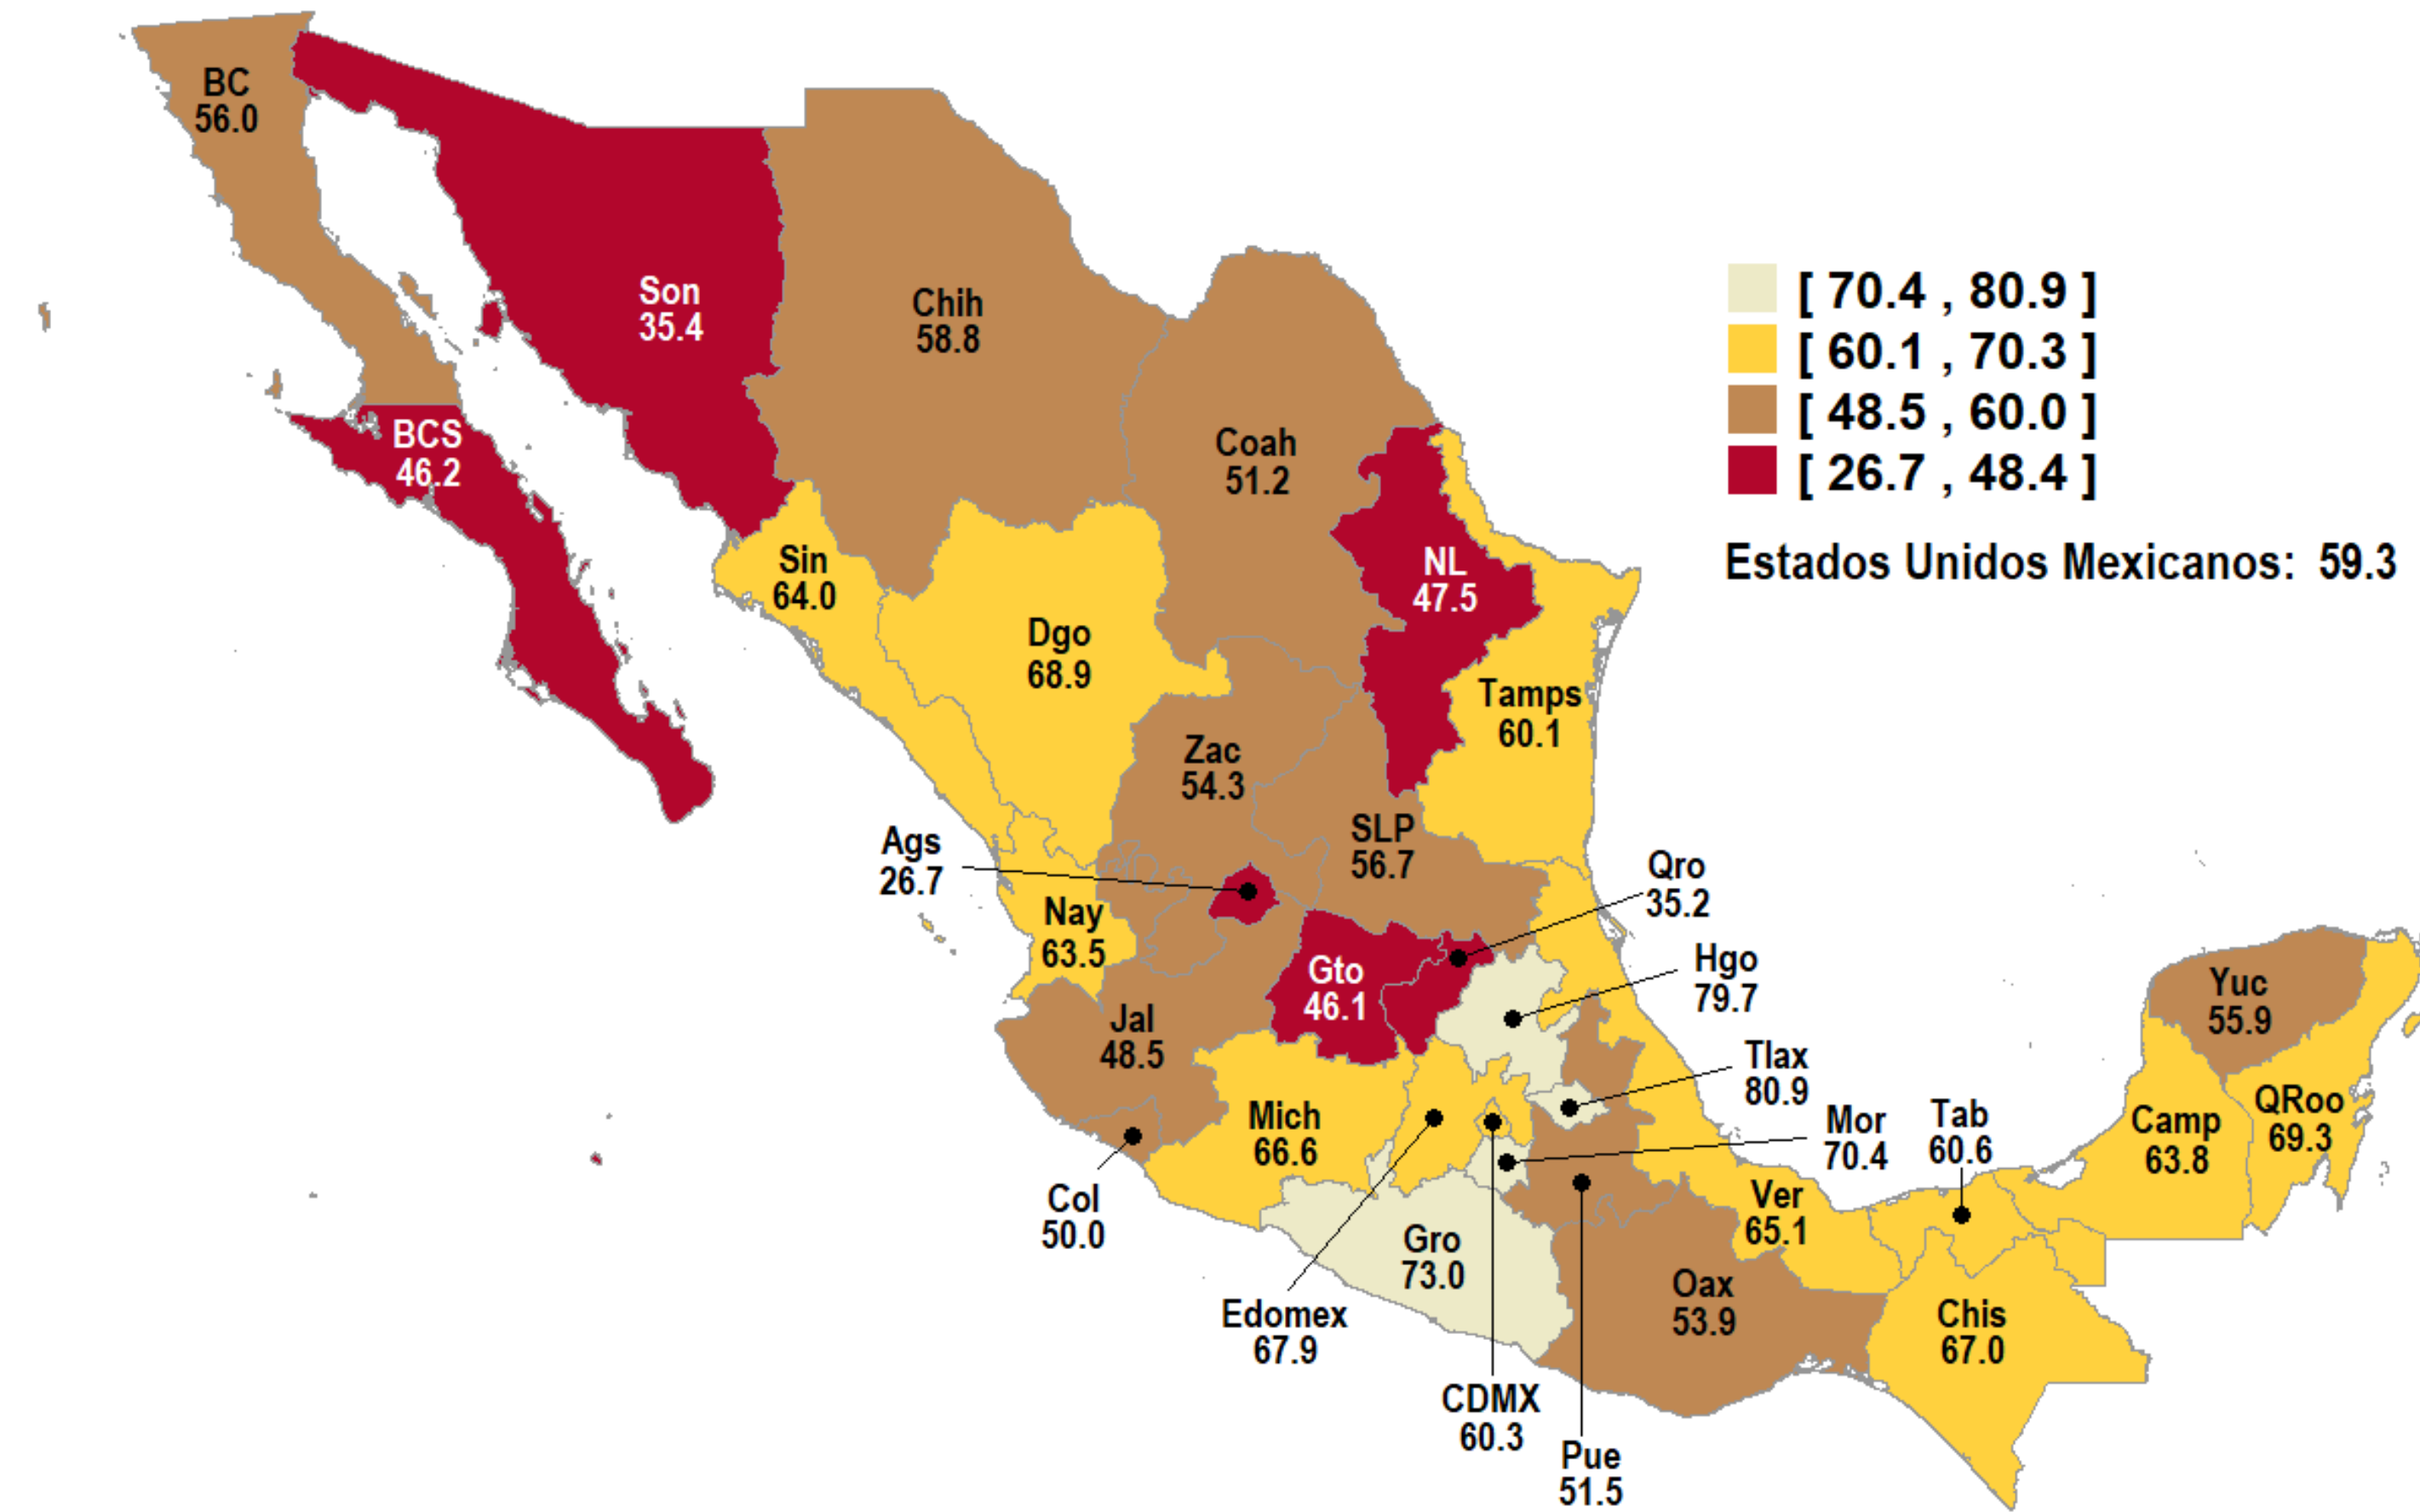 BC
56.0
Son
35.4
Chih
58.8
BCS
46.2
Coah
51.2
[ 70.4 , 80.9 ]
[ 60.1 , 70.3 ]
[ 48.5 , 60.0 ]
[ 26.7 , 48.4 ]
Estados Unidos Mexicanos: 59.3
Sin
64.0
NL
47.5
Dgo
68.9
Tamps
60.1
Zac
54.3
SLP
56.7
Ags
26.7
Qro
35.2
Nay
63.5
Gto
46.1
Hgo
79.7
Yuc
55.9
Jal
48.5
Tlax
80.9
Mich
66.6
Mor
70.4
Tab
60.6
Camp
63.8
QRoo
69.3
Col
50.0
Ver
65.1
Gro
73.0
Oax
53.9
Chis
67.0
Edomex
67.9
CDMX
60.3
Pue
51.5